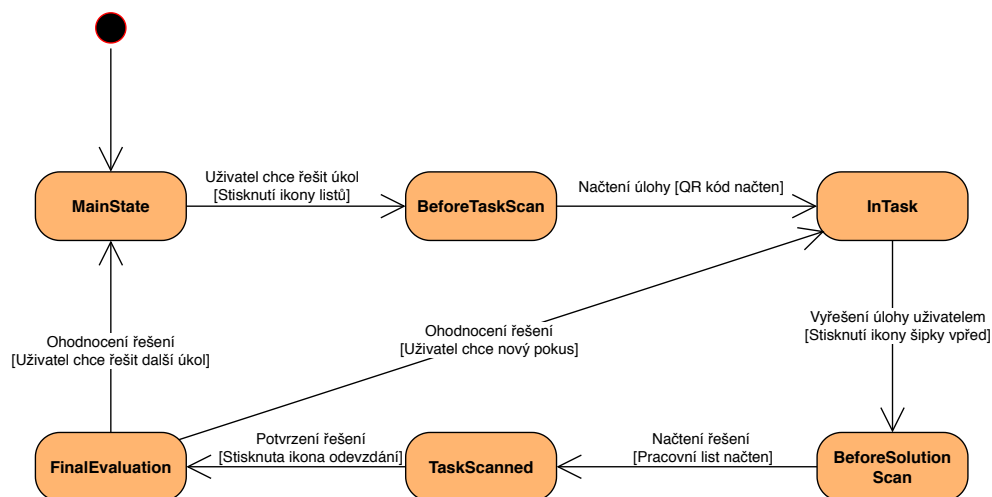 Uživatel chce řešit úkol
[Stisknutí ikony listů]
MainState
BeforeTaskScan
Načtení úlohy [QR kód načten]
InTask
Ohodnocení řešení
[Uživatel chce řešit další úkol]
Ohodnocení řešení
[Uživatel chce nový pokus]
Vyřešení úlohy uživatelem
[Stisknutí ikony šipky vpřed]
FinalEvaluation
Potvrzení řešení
[Stisknuta ikona odevzdání]
TaskScanned
Načtení řešení
[Pracovní list načten]
BeforeSolution
Scan